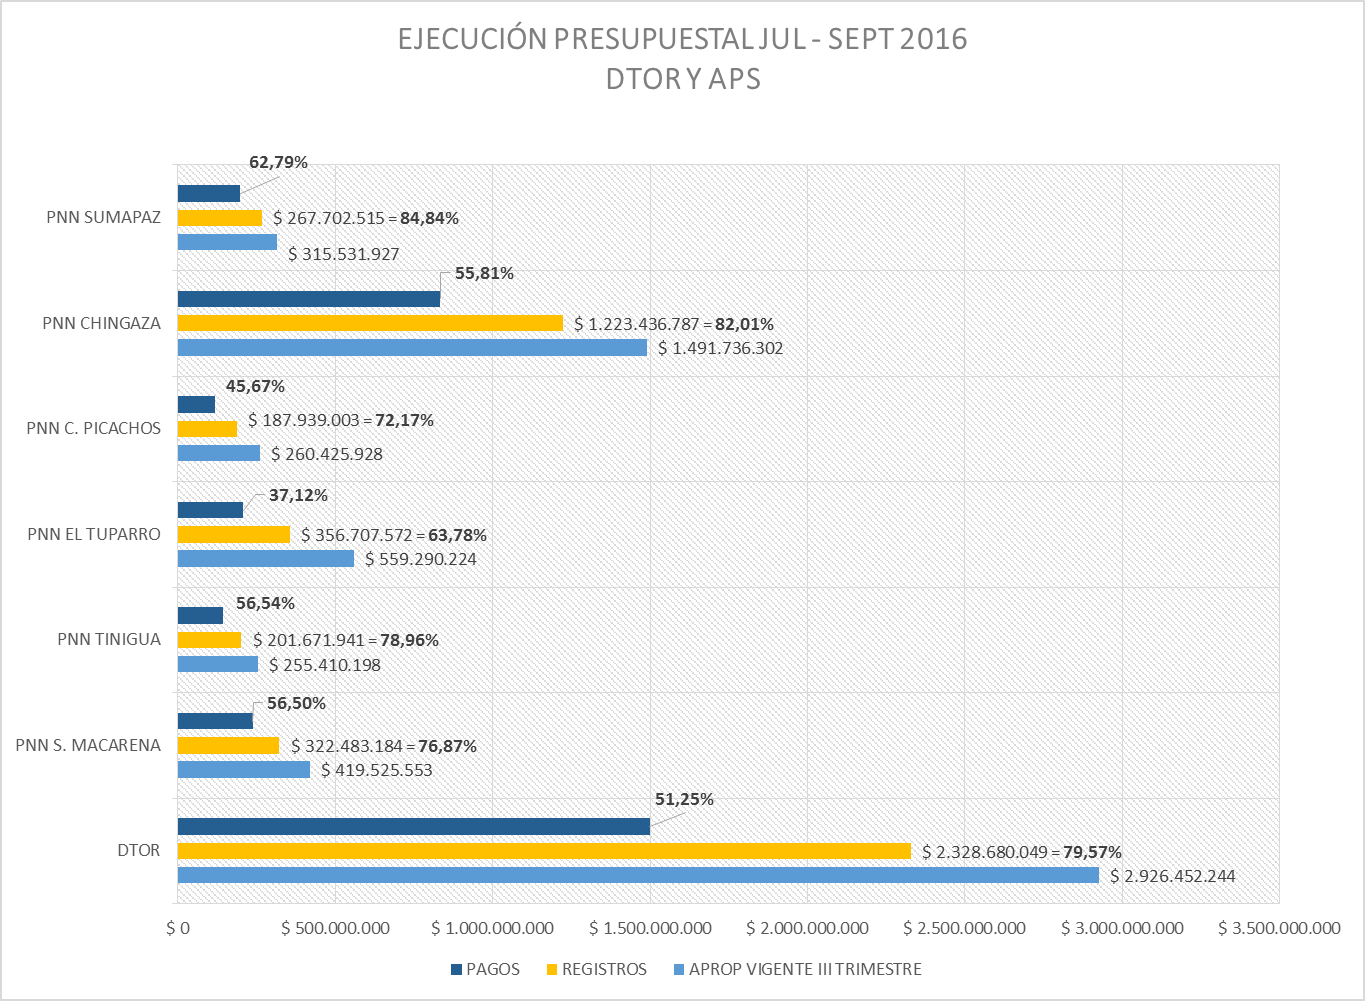 EJECUCIÓN PRESUPUESTAL JUL - SEPT 2016
DTOR Y APS
62,79%
PNN SUMAPAZ
$ 267.702.515 = 84,84%
$ 315.531.927
55,81%
PNN CHINGAZA
$ 1.223.436.787 = 82,01%
$ 1.491.736.302
45,67%
PNN C. PICACHOS
$ 187.939.003 = 72,17%
$ 260.425.928
37,12%
PNN EL TUPARRO
$ 356.707.572 = 63,78%
$ 559.290.224
56,54%
PNN TINIGUA
$ 201.671.941 = 78,96%
$ 255.410.198
56,50%
PNN S. MACARENA
$ 322.483.184 = 76,87%
$ 419.525.553
51,25%
DTOR
$ 2.328.680.049 = 79,57%
$ 2.926.452.244
$ 0 $ 500.000.000 $ 1.000.000.000 $ 1.500.000.000 $ 2.000.000.000 $ 2.500.000.000 $ 3.000.000.000 $ 3.500.000.000
PAGOS REGISTROS APROP VIGENTE III TRIMESTRE